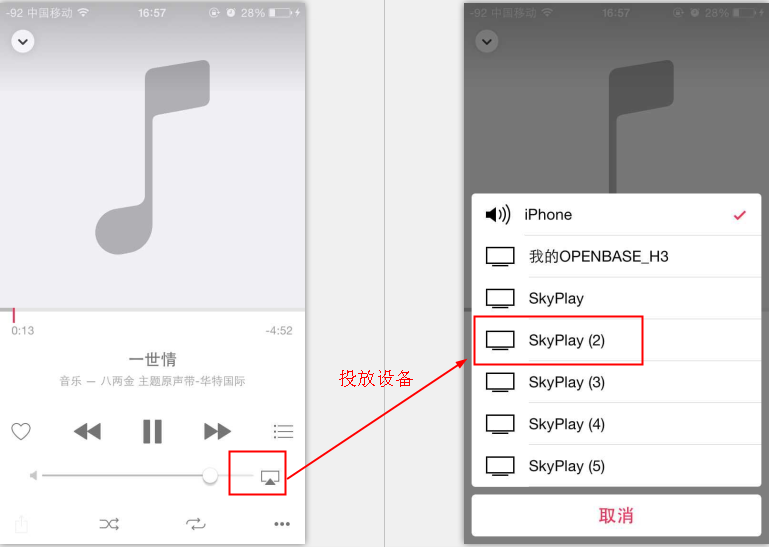 -92 中国移动 16:57 28%
0:13 -4:52
一世情
音乐 — 八两金 主题原声带-华特国际
投放设备
-92 中国移动 16:57 28%
iPhone
我的OPENBASE_H3
SkyPlay
SkyPlay (2)
SkyPlay (3)
SkyPlay (4)
SkyPlay (5)
取消